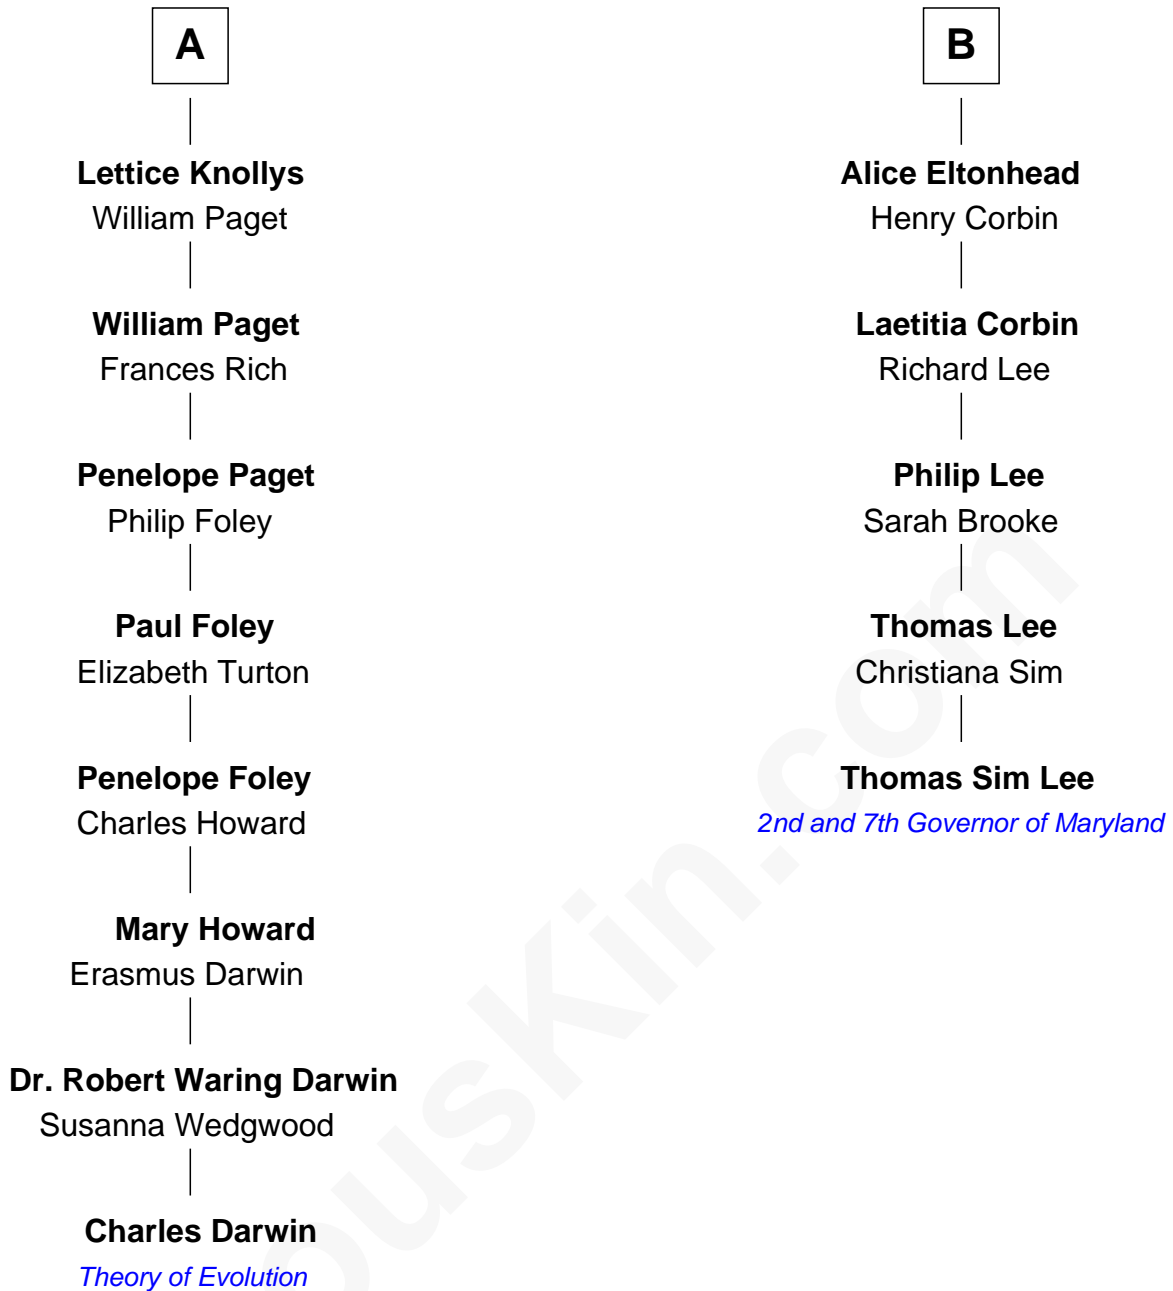 A
Lettice Knollys
William Paget
William Paget
Frances Rich
Penelope Paget
Philip Foley
Paul Foley
Elizabeth Turton
Penelope Foley
Charles Howard
Mary Howard
Erasmus Darwin
Dr. Robert Waring Darwin
Susanna Wedgwood
Charles Darwin
Theory of Evolution
B
Alice Eltonhead
Henry Corbin
Laetitia Corbin
Richard Lee
Philip Lee
Sarah Brooke
Thomas Lee
Christiana Sim
Thomas Sim Lee
2nd and 7th Governor of Maryland
ousKin.com